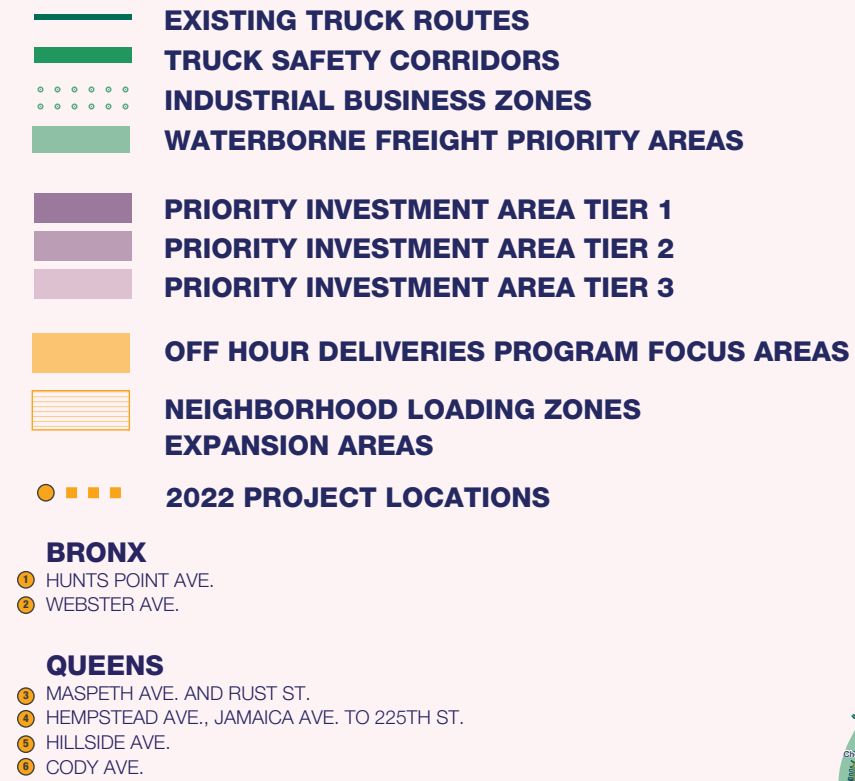 EXISTING TRUCK ROUTES
TRUCK SAFETY CORRIDORS
INDUSTRIAL BUSINESS ZONES
WATERBORNE FREIGHT PRIORITY AREAS
PRIORITY INVESTMENT AREA TIER 1
PRIORITY INVESTMENT AREA TIER 2
PRIORITY INVESTMENT AREA TIER 3
OFF HOUR DELIVERIES PROGRAM FOCUS AREAS
NEIGHBORHOOD LOADING ZONES
EXPANSION AREAS
2022 PROJECT LOCATIONS
BRONX
1 HUNTS POINT AVE.
2 WEBSTER AVE.
QUEENS
3 MASPETH AVE. AND RUST ST.
4 HEMPSTEAD AVE., JAMAICA AVE. TO 225TH ST.
5 HILLSIDE AVE.
6 CODY AVE.